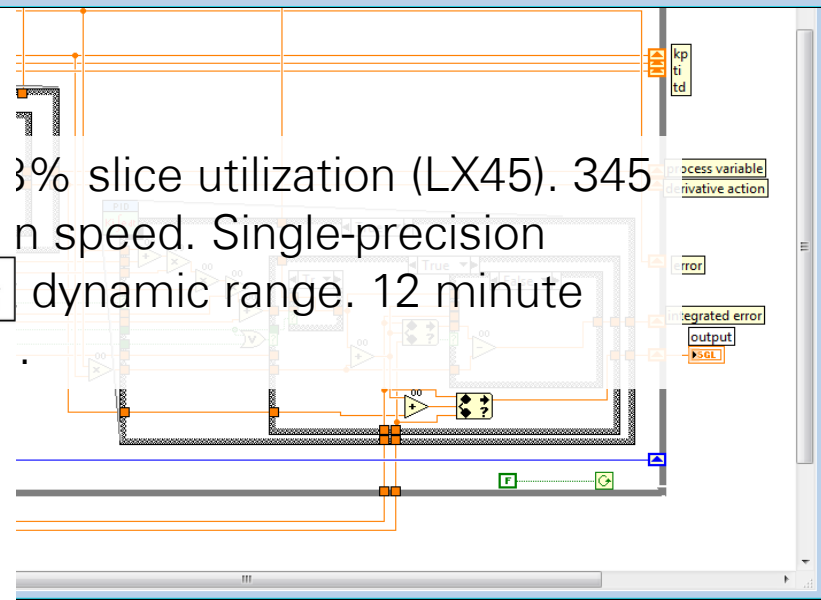 kp
ti
td
3% slice utilization (LX45). 345
process variable
derivative action
PID
n speed. Single-precision
True
error
False
dynamic range. 12 minute
integrated error
output
SGL
.
F